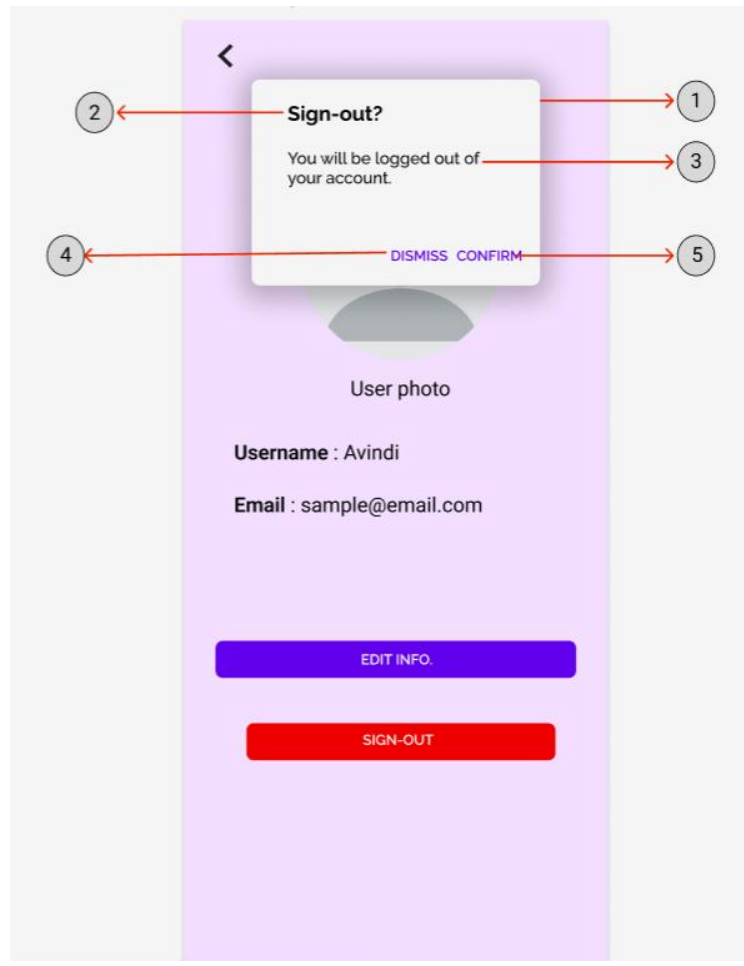 1
2
Sign-out?
You will be logged out of
3
your account.
4
DISMISS CONFIRM
5
User photo
Username : Avindi
Email : sample@email.com
EDIT INFO.
SIGN-OUT